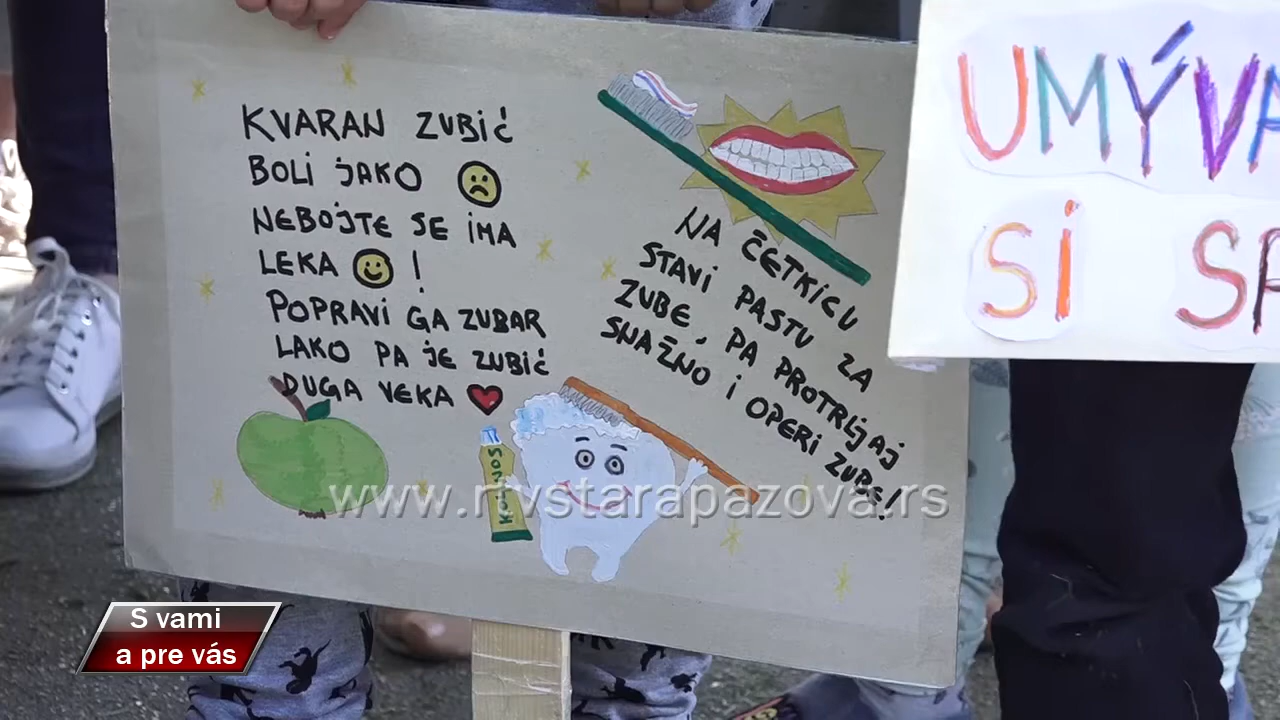 KVARAN ZUBIĆ
BOLI JAKO
NEBOJTE SE IMA
LEKA !
POPRAVI GA ZUBAR
LAKO PA JE ZUBIĆ
DUGA VEKA
NA ČETKICU
STAVI PASTU ZA
ZUBE, PA PROTRLJAJ
SNAŽNO I OPERI ZUBE!
UMÝVA
SI
www.rtvstarapazova.rs
S vami
a pre vás